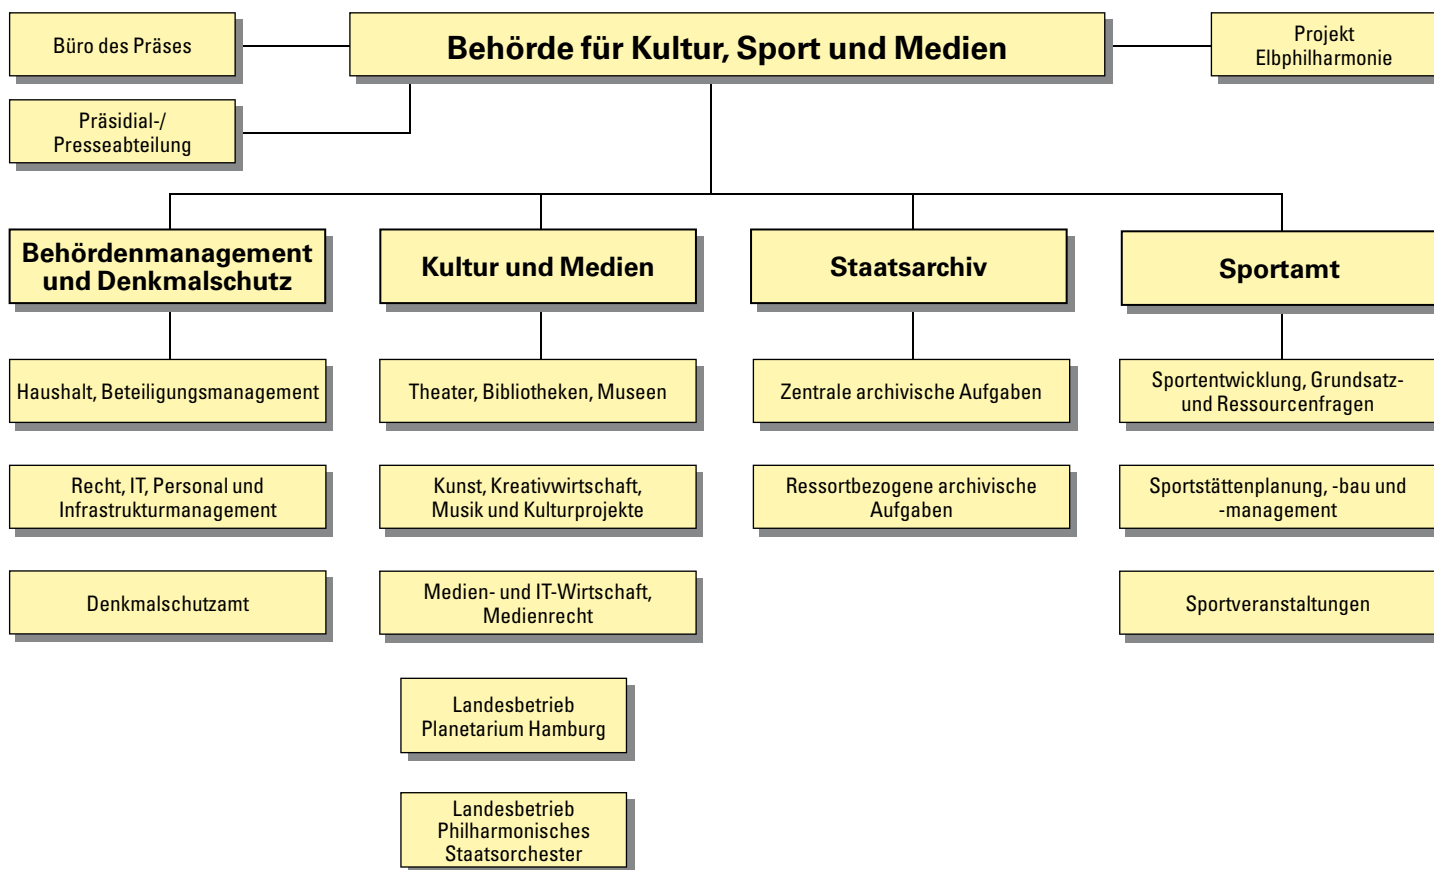 Büro des Präses
Behörde für Kultur, Sport und Medien
Projekt
Elbphilharmonie
Präsidial-/
Presseabteilung
Behördenmanagement
und Denkmalschutz
Kultur und Medien
Staatsarchiv
Sportamt
Haushalt, Beteiligungsmanagement
Theater, Bibliotheken, Museen
Zentrale archivische Aufgaben
Sportentwicklung, Grundsatz-
und Ressourcenfragen
Recht, IT, Personal und
Infrastrukturmanagement
Kunst, Kreativwirtschaft,
Musik und Kulturprojekte
Ressortbezogene archivische
Aufgaben
Sportstättenplanung, -bau und
-management
Denkmalschutzamt
Medien- und IT-Wirtschaft,
Medienrecht
Sportveranstaltungen
Landesbetrieb
Planetarium Hamburg
Landesbetrieb
Philharmonisches
Staatsorchester